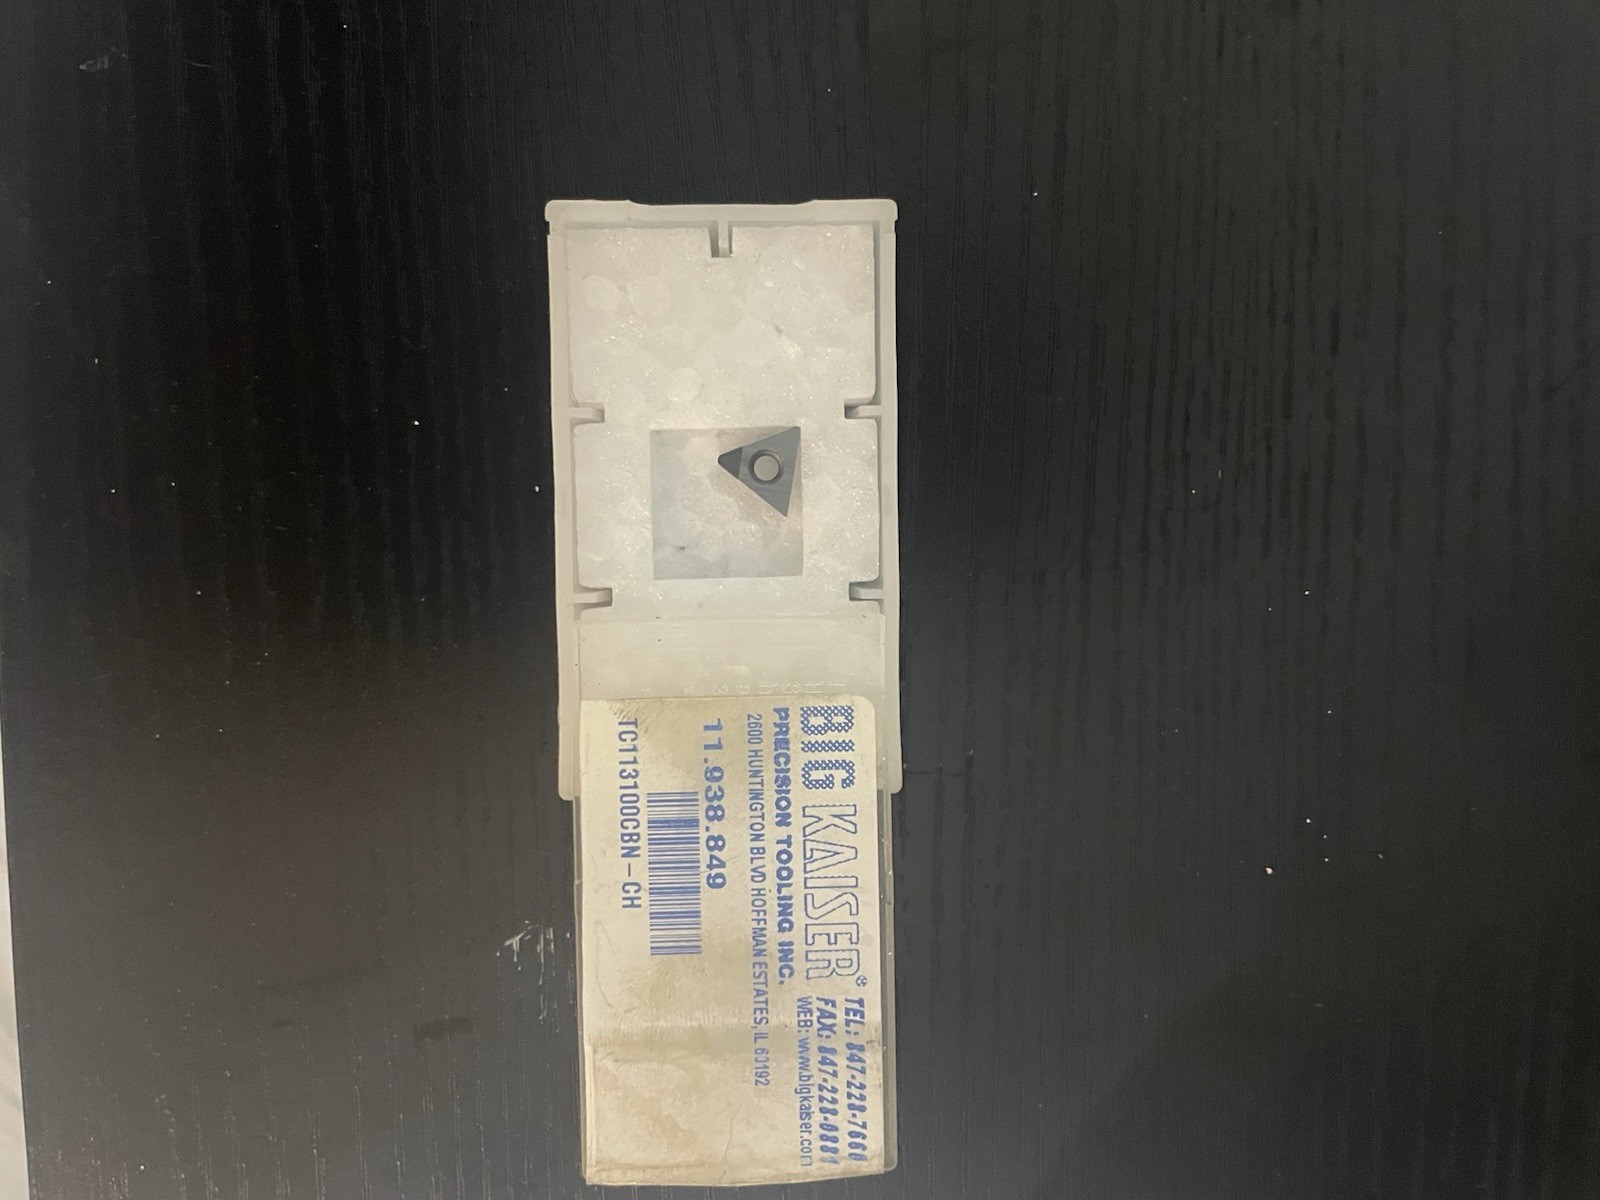 BIG KAISER®
PRECISION TOOLING INC.
TEL: 847-228-7660
FAX: 847-228-0881
WEB: www.bigkaiser.com
2600 HUNTINGTON BLVD HOFFMAN ESTATES, IL 60192
11.938.849
TC113100CBN-CH